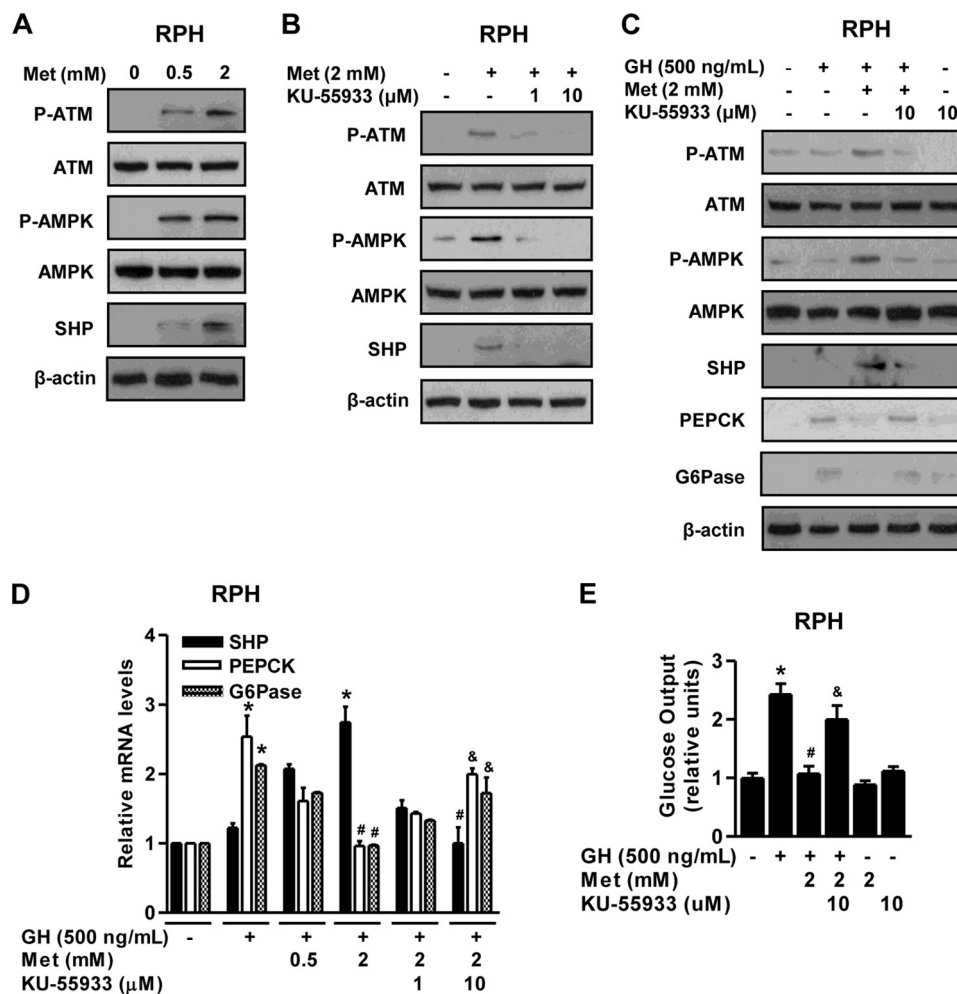 A
RPH
Met (mM) 0 0.5 2
P-ATM
ATM
P-AMPK
AMPK
SHP
β-actin
B
RPH
Met (2 mM) - + + +
KU-55933 (μM) - - 1 10
P-ATM
ATM
P-AMPK
AMPK
SHP
β-actin
C
RPH
GH (500 ng/mL) - + + + -
Met (2 mM) - - + + -
KU-55933 (μM) - - - 10 10
P-ATM
ATM
P-AMPK
AMPK
SHP
PEPCK
G6Pase
β-actin
D
RPH
Relative mRNA levels
4
3
2
1
0
SHP
PEPCK
G6Pase
* * * # # # & &
GH (500 ng/mL) - + + + + +
Met (mM) 0.5 2 2 2
KU-55933 (μM) 1 10
E
RPH
Glucose Output
(relative units)
3
2
1
0
* # &
GH (500 ng/mL) - + + + - -
Met (mM) 2 2 2
KU-55933 (uM) 10 10